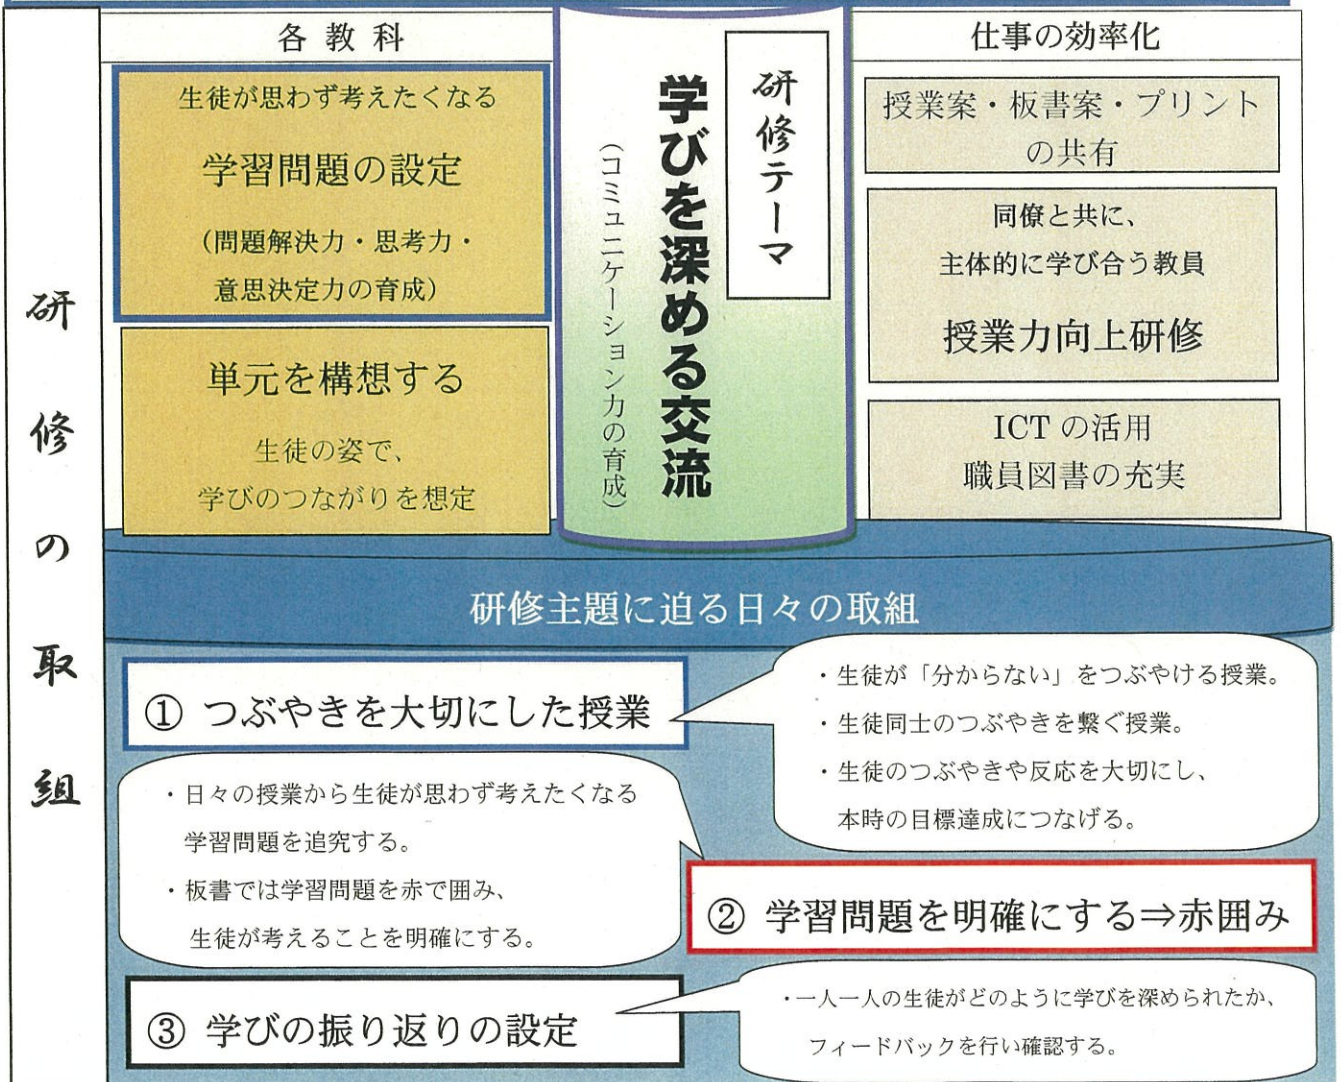 研修の取組
各教科
生徒が思わず考えたくなる
学習問題の設定
(問題解決力・思考力・
意思決定力の育成)
単元を構想する
生徒の姿で、
学びのつながりを想定
研修テーマ
学びを深める交流
(コミュニケーション力の育成)
仕事の効率化
授業案・板書案・プリント
の共有
同僚と共に、
主体的に学び合う教員
授業力向上研修
ICTの活用
職員図書の充実
研修主題に迫る日々の取組
① つぶやきを大切にした授業
・生徒が「分からない」をつぶやける授業。
・生徒同士のつぶやきを繋ぐ授業。
・生徒のつぶやきや反応を大切にし、
本時の目標達成につなげる。
・日々の授業から生徒が思わず考えたくなる
学習問題を追究する。
・板書では学習問題を赤で囲み、
生徒が考えることを明確にする。
② 学習問題を明確にする⇒赤囲み
③ 学びの振り返りの設定
・一人一人の生徒がどのように学びを深められたか、
フィードバックを行い確認する。